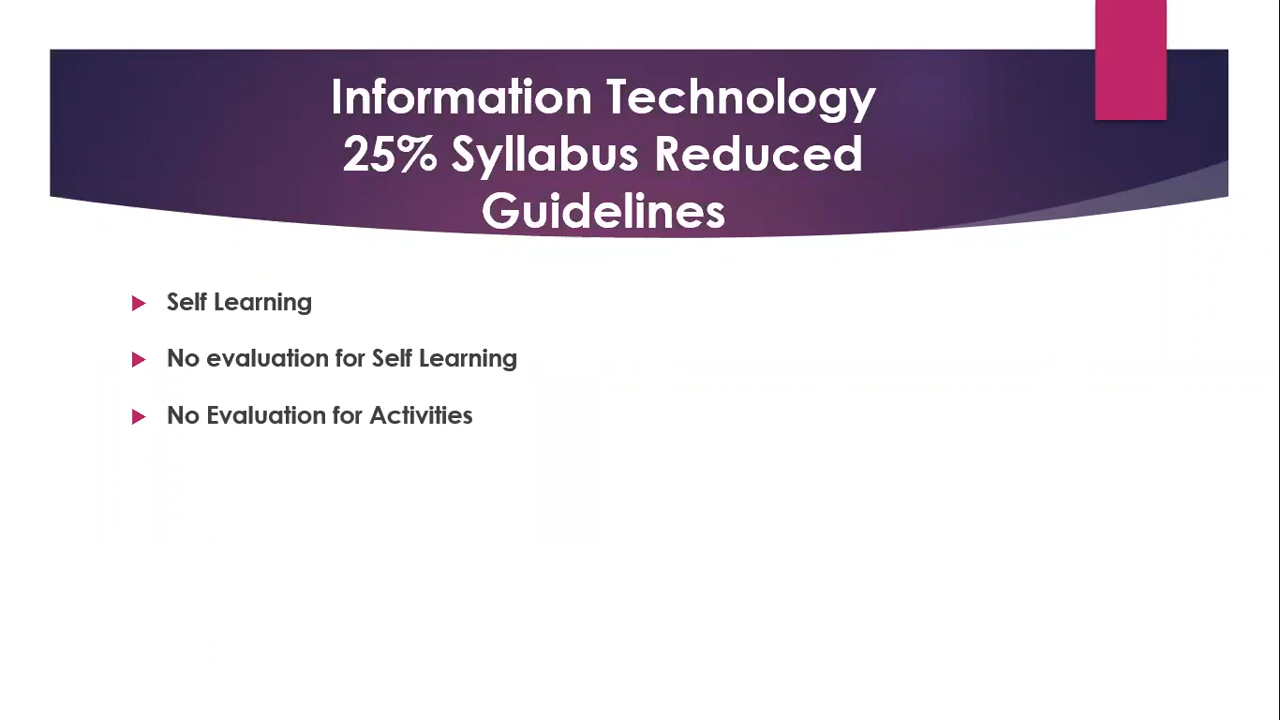 Information Technology
25% Syllabus Reduced
Guidelines
Self Learning
No evaluation for Self Learning
No Evaluation for Activities